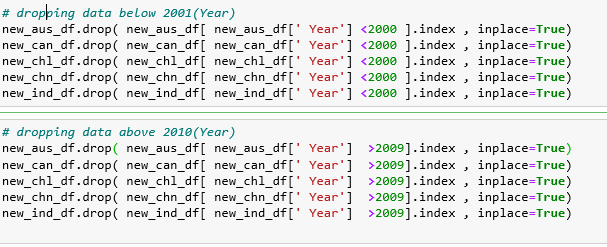 # dropping data below 2001(Year)
new_aus_df.drop( new_aus_df[ new_aus_df[' Year'] <2000 ].index , inplace=True)
new_can_df.drop( new_can_df[ new_can_df[' Year'] <2000 ].index , inplace=True)
new_chl_df.drop( new_chl_df[ new_chl_df[' Year'] <2000 ].index , inplace=True)
new_chn_df.drop( new_chn_df[ new_chn_df[' Year'] <2000 ].index , inplace=True)
new_ind_df.drop( new_ind_df[ new_ind_df[' Year'] <2000 ].index , inplace=True)
# dropping data above 2010(Year)
new_aus_df.drop( new_aus_df[ new_aus_df[' Year']  >2009].index , inplace=True)
new_can_df.drop( new_can_df[ new_can_df[' Year']  >2009].index , inplace=True)
new_chl_df.drop( new_chl_df[ new_chl_df[' Year']  >2009].index , inplace=True)
new_chn_df.drop( new_chn_df[ new_chn_df[' Year']  >2009].index , inplace=True)
new_ind_df.drop( new_ind_df[ new_ind_df[' Year']  >2009].index , inplace=True)